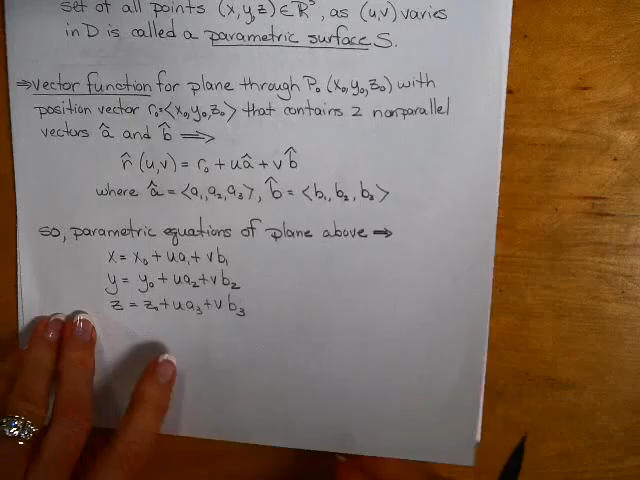 set of all points (x,y,z)∈R³, as (u,v) varies
in D is called a parametric surface S.
⇒vector function for plane through P₀ (x₀,y₀,z₀) with
position vector r₀=<x₀,y₀,z₀> that contains 2 nonparallel
vectors â and b̂ ⇒
r̂ (u,v) = r₀ + uâ + v b̂
where â = <a₁,a₂,a₃>, b̂ = <b₁,b₂,b₃>
so, parametric equations of plane above ⇒
x = x₀ + ua₁ + vb₁
y = y₀ + ua₂ + vb₂
z = z₀ + ua₃ + vb₃